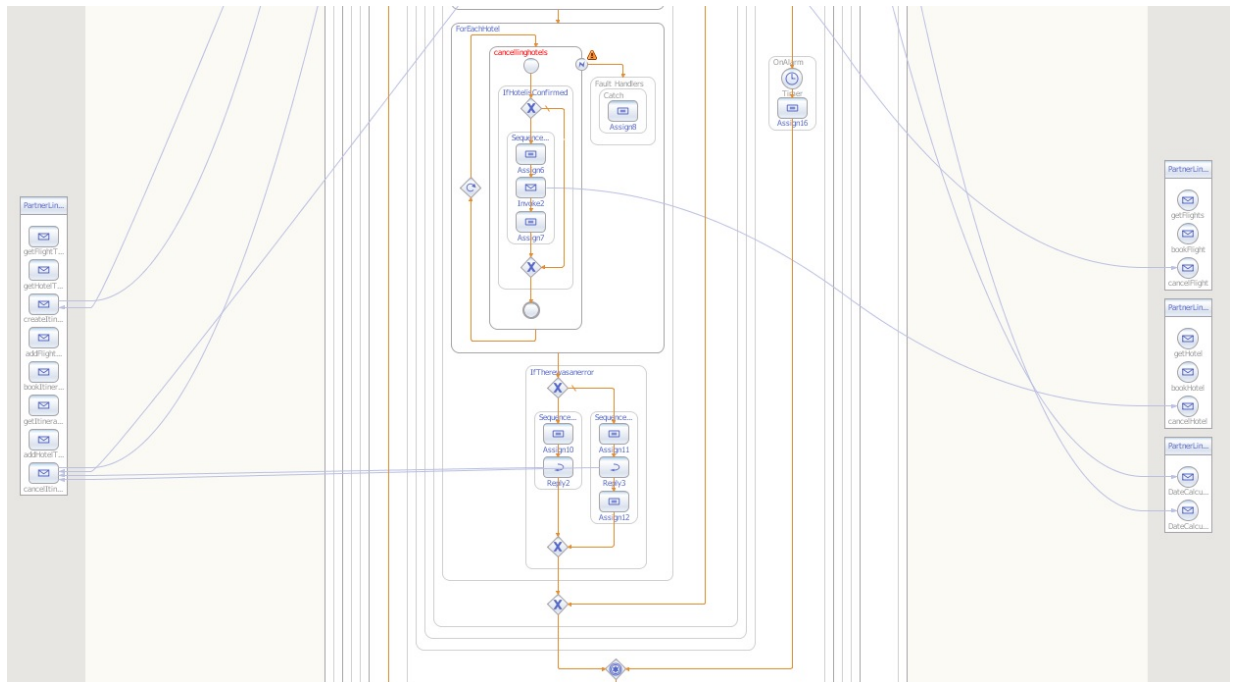 ForEachHotel
cancellinghotels
IfHotelisConfirmed
Sequence...
Assign6
Invoke2
Assign7
Fault Handlers
Catch
Assign8
OnAlarm
Timer
Assign16
PartnerLin...
getFlightT...
getHotelT...
createItin...
addFlight...
bookItiner...
getItinera...
addHotelT...
cancelItin...
IfTherewasanerror
Sequence...
Assign10
Reply2
Sequence...
Assign11
Reply3
Assign12
PartnerLin...
getFlights
bookFlight
cancelFlight
PartnerLin...
getHotel
bookHotel
cancelHotel
PartnerLin...
DateCalcu...
DateCalcu...